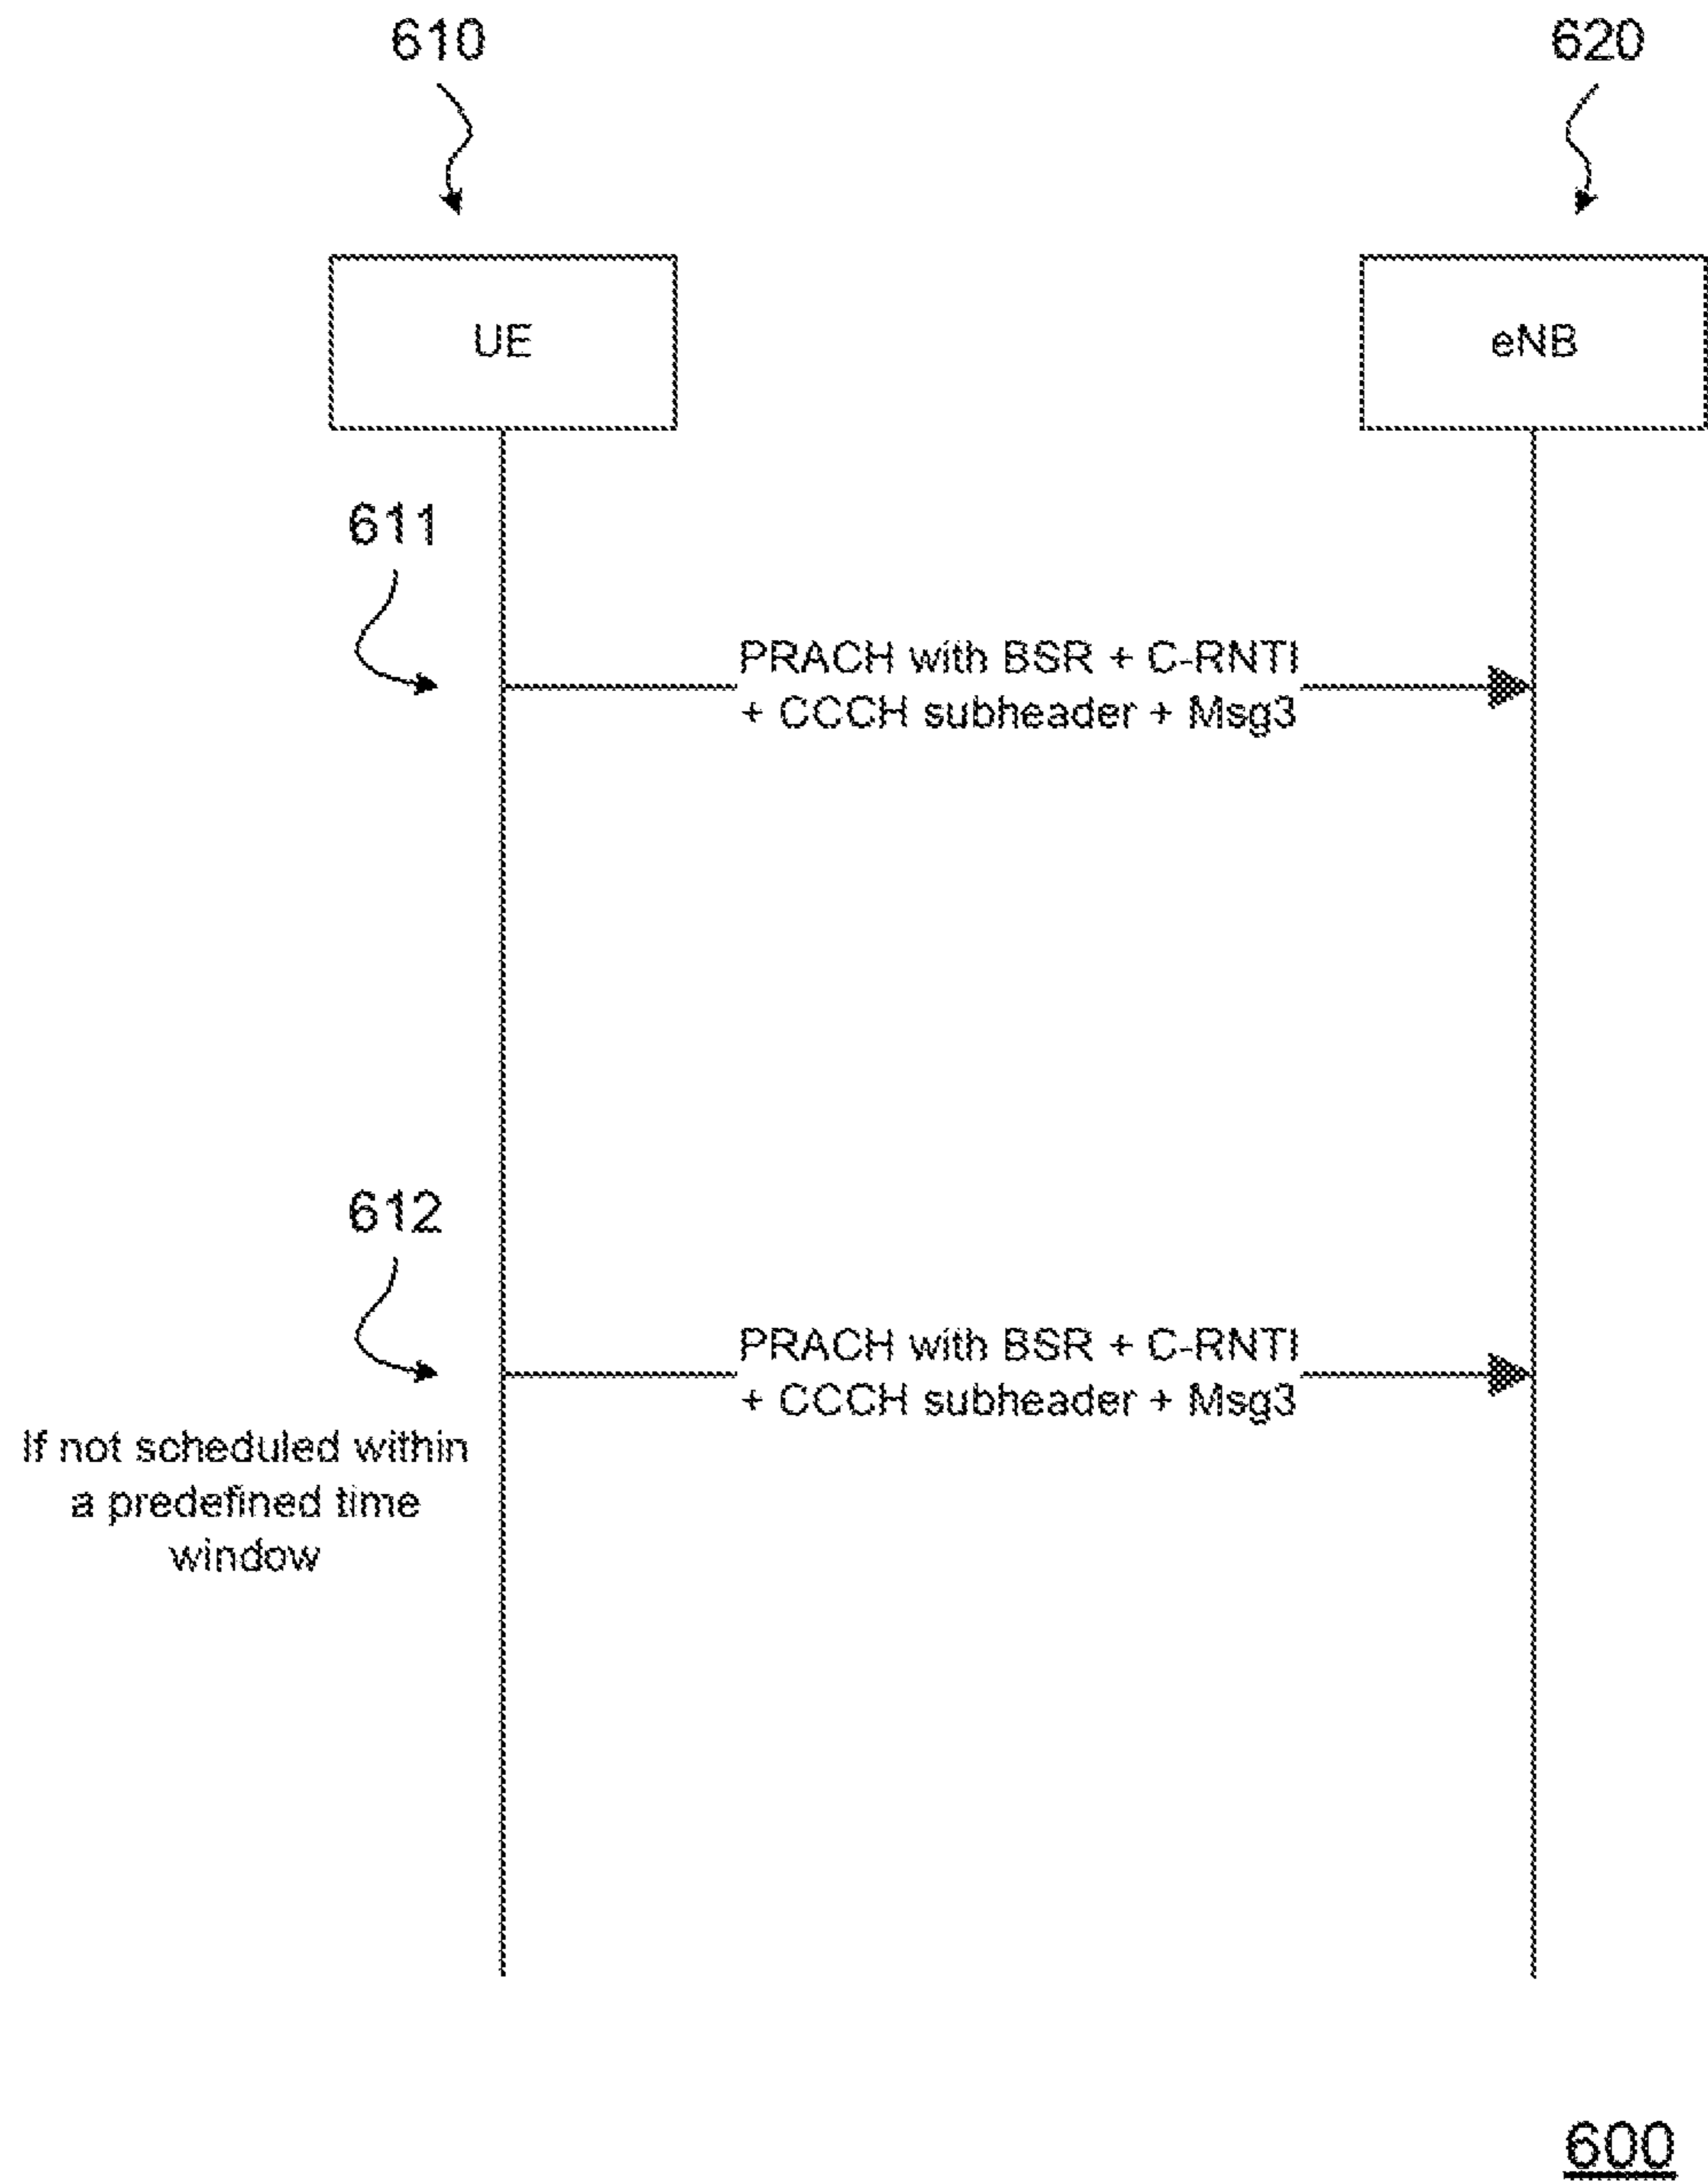 610
620
UE
eNB
611
PRACH with BSR + C-RNTI
+ CCCH subheader + Msg3
612
PRACH with BSR + C-RNTI
+ CCCH subheader + Msg3
If not scheduled within
a predefined time
window
600